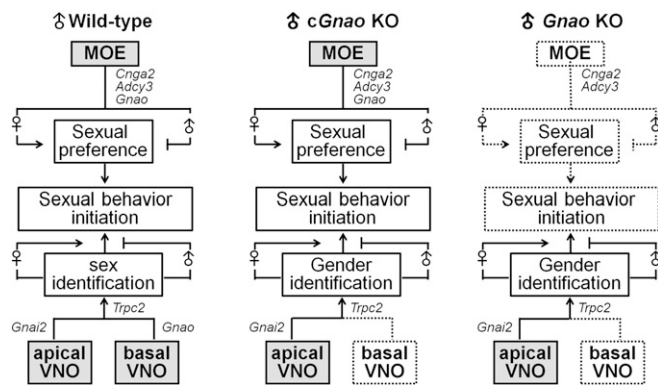 ♂ Wild-type
MOE
Cnga2
Adcy3
Gnao
♀
♂
Sexual
preference
Sexual behavior
initiation
♀
♂
sex
identification
Trpc2
Gnai2
Gnao
apical
VNO
basal
VNO
♂ cGnao KO
MOE
Cnga2
Adcy3
Gnao
♀
♂
Sexual
preference
Sexual behavior
initiation
♀
♂
Gender
identification
Trpc2
Gnai2
apical
VNO
basal
VNO
♂ Gnao KO
MOE
Cnga2
Adcy3
♀
♂
Sexual
preference
Sexual behavior
initiation
♀
♂
Gender
identification
Trpc2
Gnai2
apical
VNO
basal
VNO